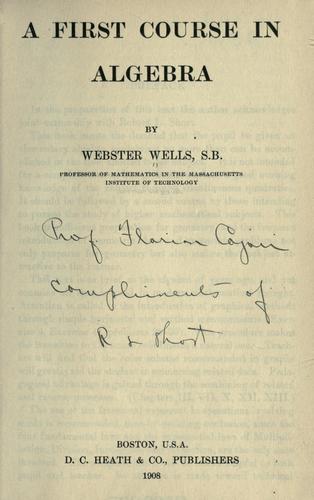 A FIRST COURSE IN
ALGEBRA
BY
WEBSTER WELLS, S.B.
PROFESSOR OF MATHEMATICS IN THE MASSACHUSETTS
INSTITUTE OF TECHNOLOGY
Prof Florian Cajori
compliments of
R L Short
BOSTON, U.S.A.
D. C. HEATH & CO., PUBLISHERS
1908